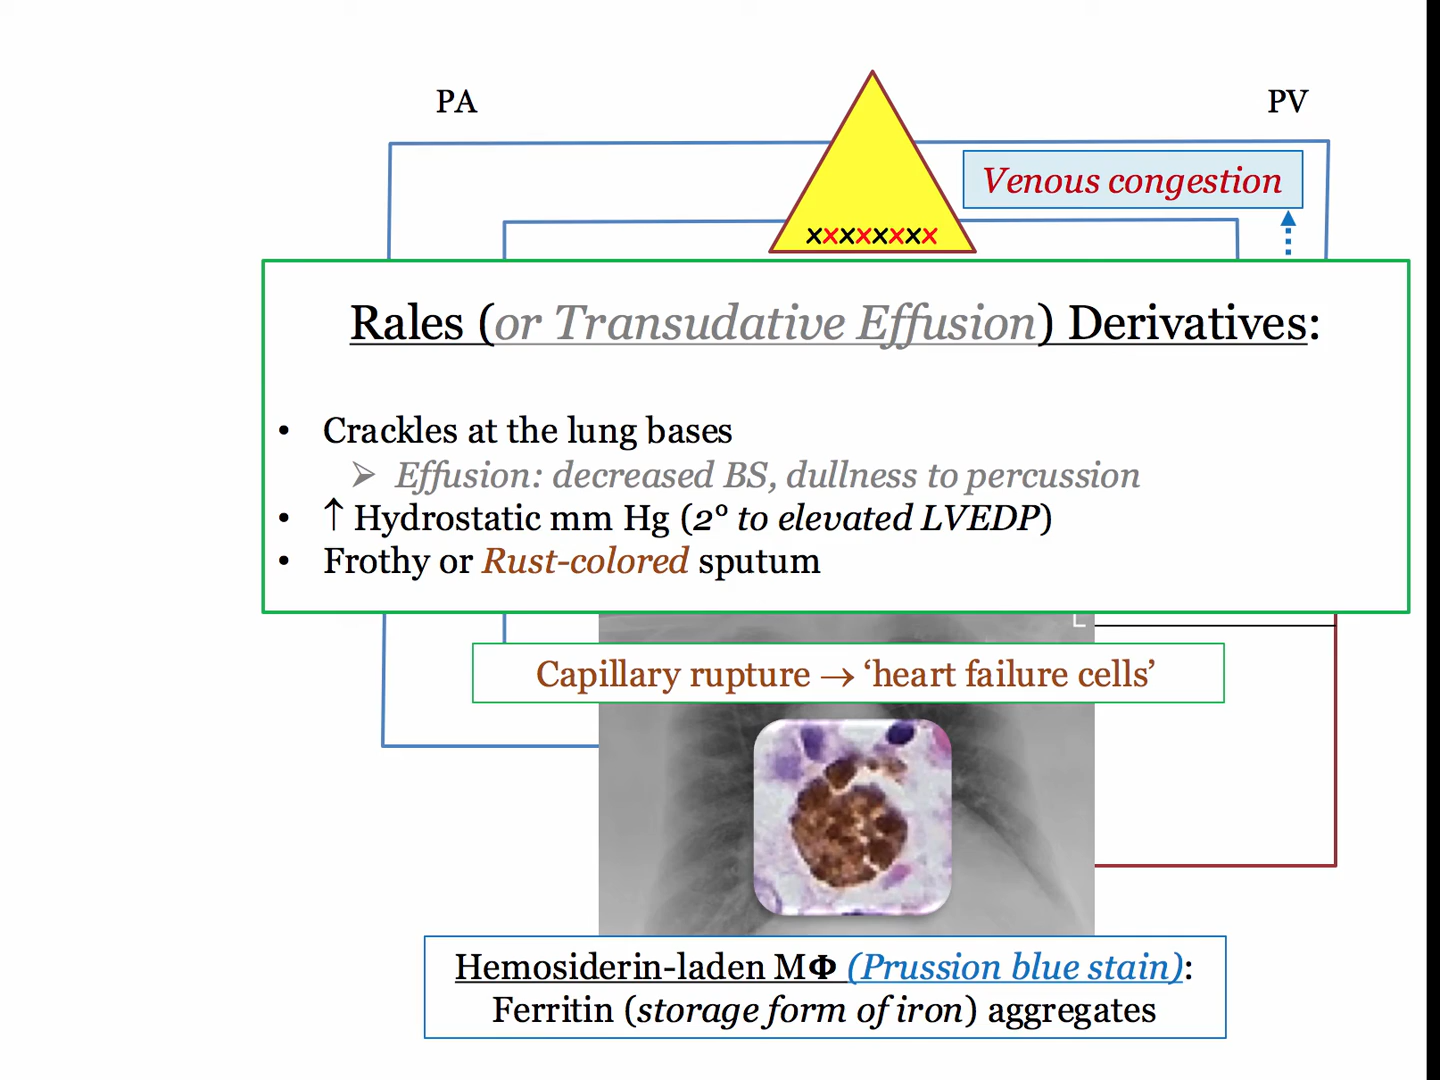 PA
PV
Venous congestion
xxxxxxxx
Rales (or Transudative Effusion) Derivatives:
• Crackles at the lung bases
➢ Effusion: decreased BS, dullness to percussion
• ↑ Hydrostatic mm Hg (2° to elevated LVEDP)
• Frothy or Rust-colored sputum
L
Capillary rupture → ‘heart failure cells’
Hemosiderin-laden MΦ (Prussion blue stain):
Ferritin (storage form of iron) aggregates